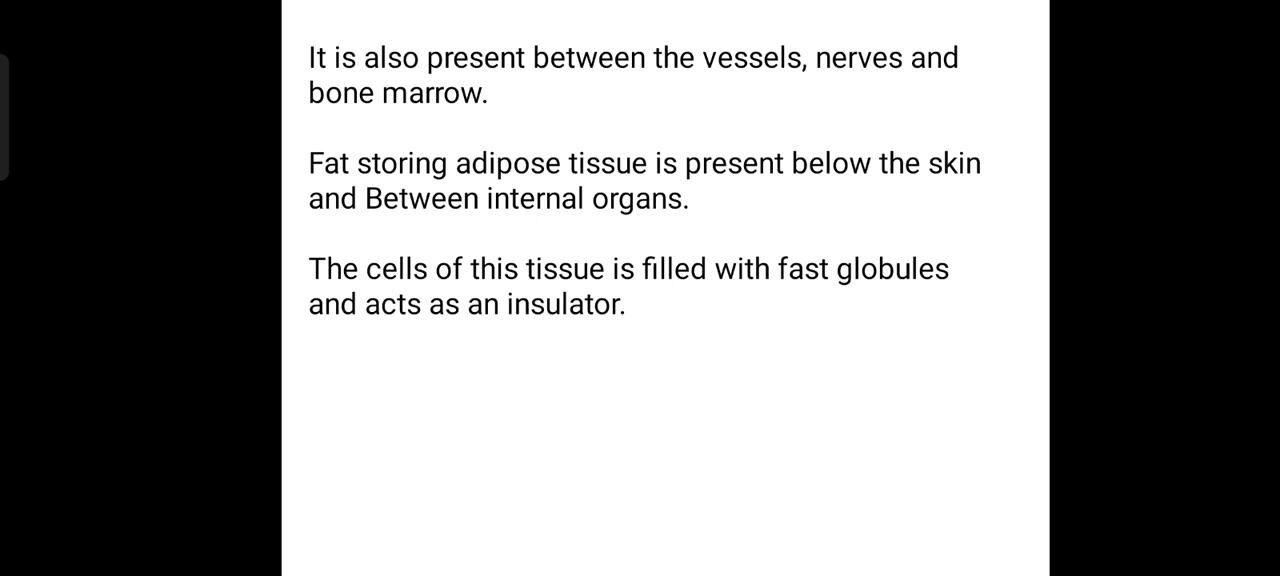 It is also present between the vessels, nerves and
bone marrow.
Fat storing adipose tissue is present below the skin
and Between internal organs.
The cells of this tissue is filled with fast globules
and acts as an insulator.